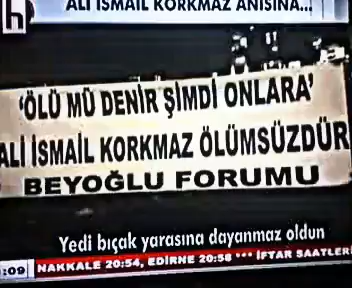 h
ALİ İSMAİL KORKMAZ ANISINA...
'ÖLÜ MÜ DENİR ŞİMDİ ONLARA'
ALİ İSMAİL KORKMAZ ÖLÜMSÜZDÜR
BEYOĞLU FORUMU
Yedi bıçak yarasına dayanmaz oldun
:09 NAKKALE 20:54, EDİRNE 20:58 *** İFTAR SAATLERİ